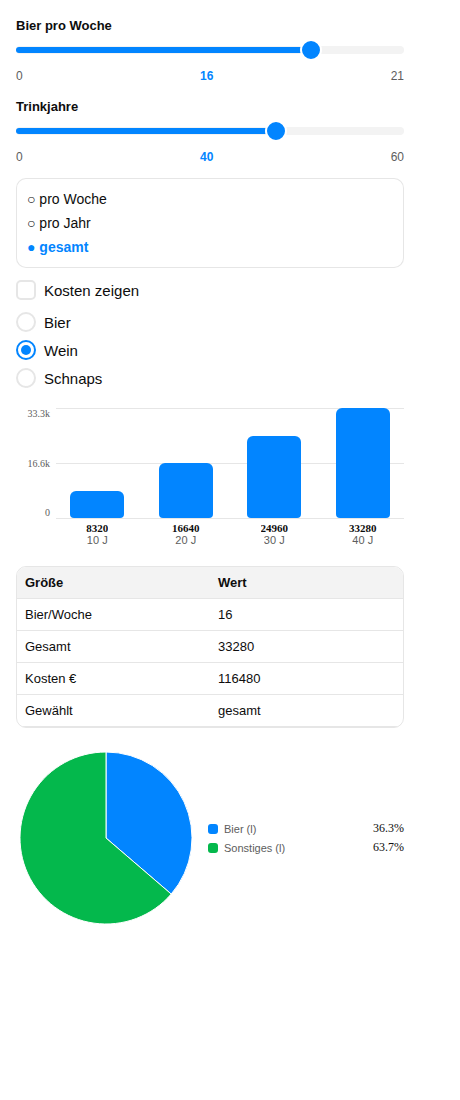 Bier pro Woche
0 16 21
Trinkjahre
0 40 60
○ pro Woche
○ pro Jahr
● gesamt
Kosten zeigen
Bier
Wein
Schnaps
33.3k
16.6k
0
8320 16640 24960 33280
10 J 20 J 30 J 40 J
Größe Wert
Bier/Woche 16
Gesamt 33280
Kosten € 116480
Gewählt gesamt
Bier (l) 36.3%
Sonstiges (l) 63.7%